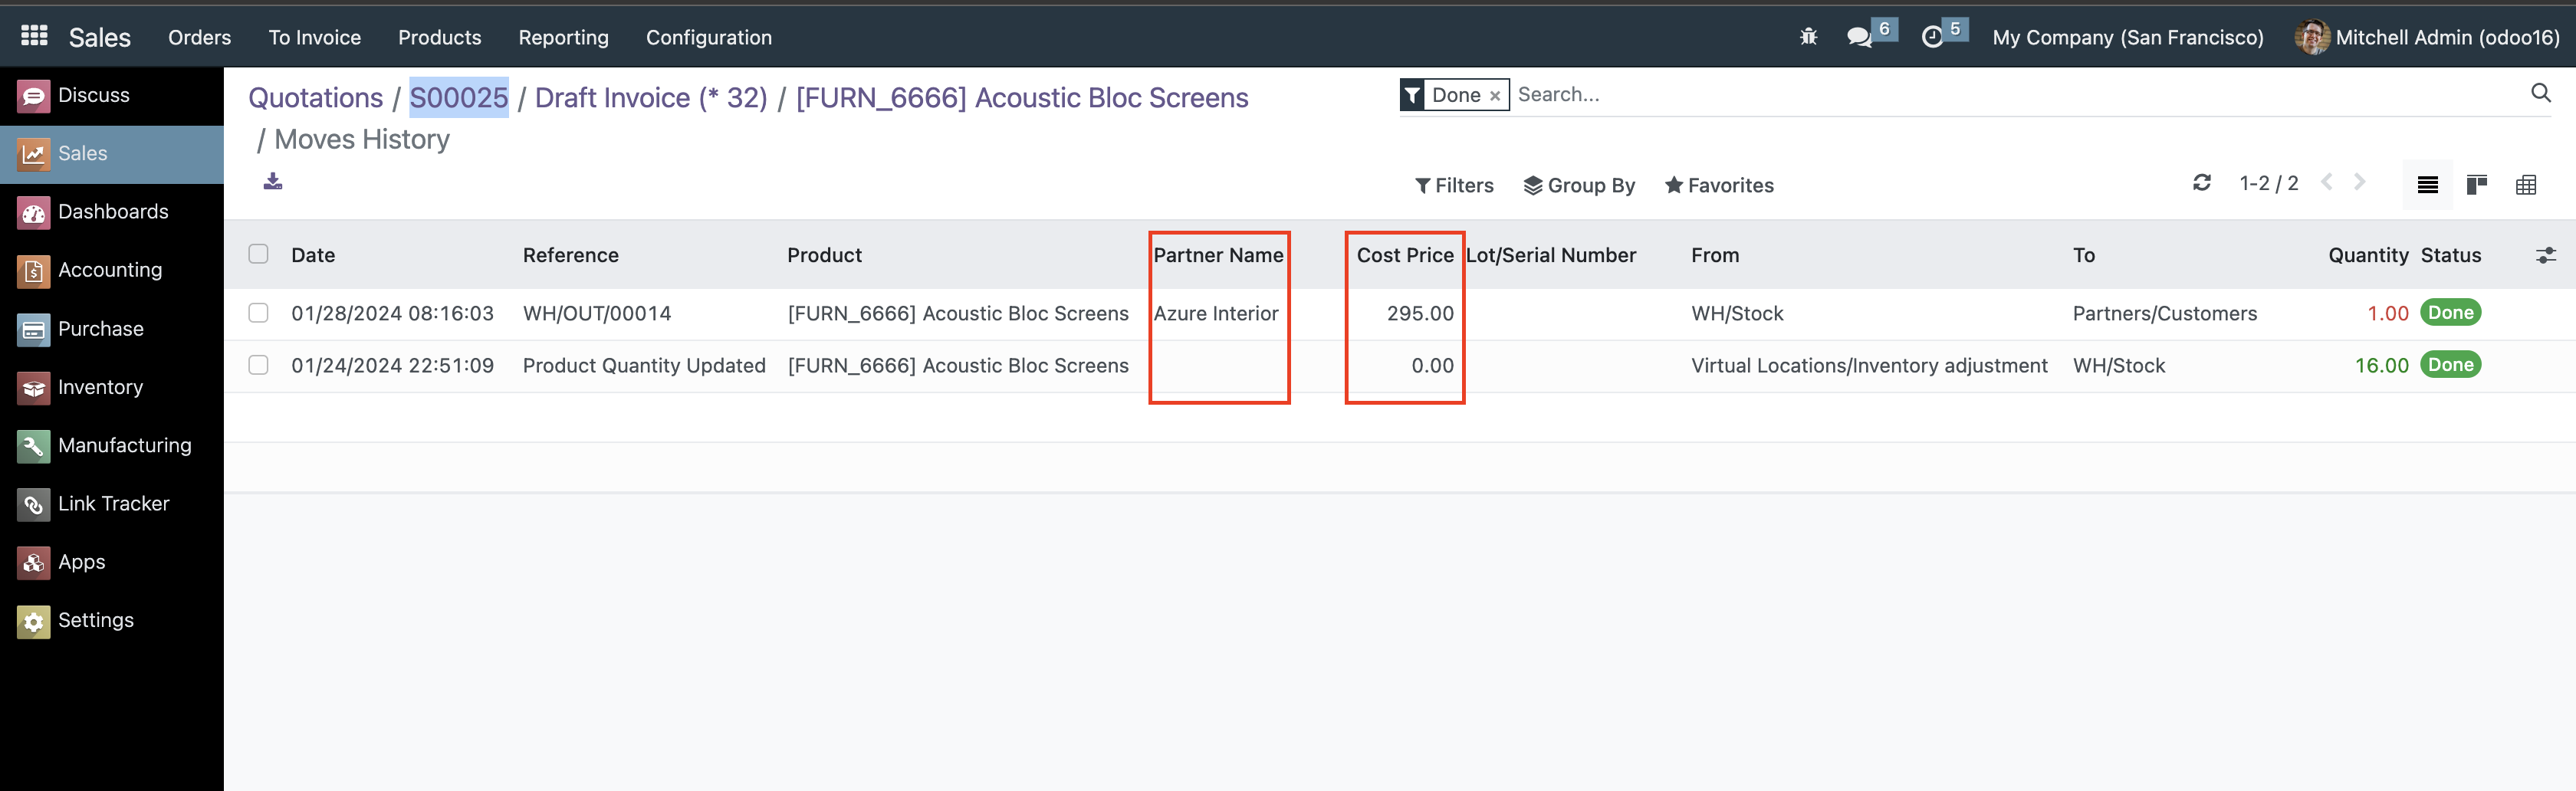 Sales Orders To Invoice Products Reporting Configuration 6 5 My Company (San Francisco) Mitchell Admin (odoo16)
Discuss
Sales
Dashboards
Accounting
Purchase
Inventory
Manufacturing
Link Tracker
Apps
Settings
Quotations / S00025 / Draft Invoice (* 32) / [FURN_6666] Acoustic Bloc Screens
/ Moves History
Done × Search...
Filters Group By Favorites 1-2 / 2
Date Reference Product Partner Name Cost Price Lot/Serial Number From To Quantity Status
01/28/2024 08:16:03 WH/OUT/00014 [FURN_6666] Acoustic Bloc Screens Azure Interior 295.00 WH/Stock Partners/Customers 1.00 Done
01/24/2024 22:51:09 Product Quantity Updated [FURN_6666] Acoustic Bloc Screens 0.00 Virtual Locations/Inventory adjustment WH/Stock 16.00 Done